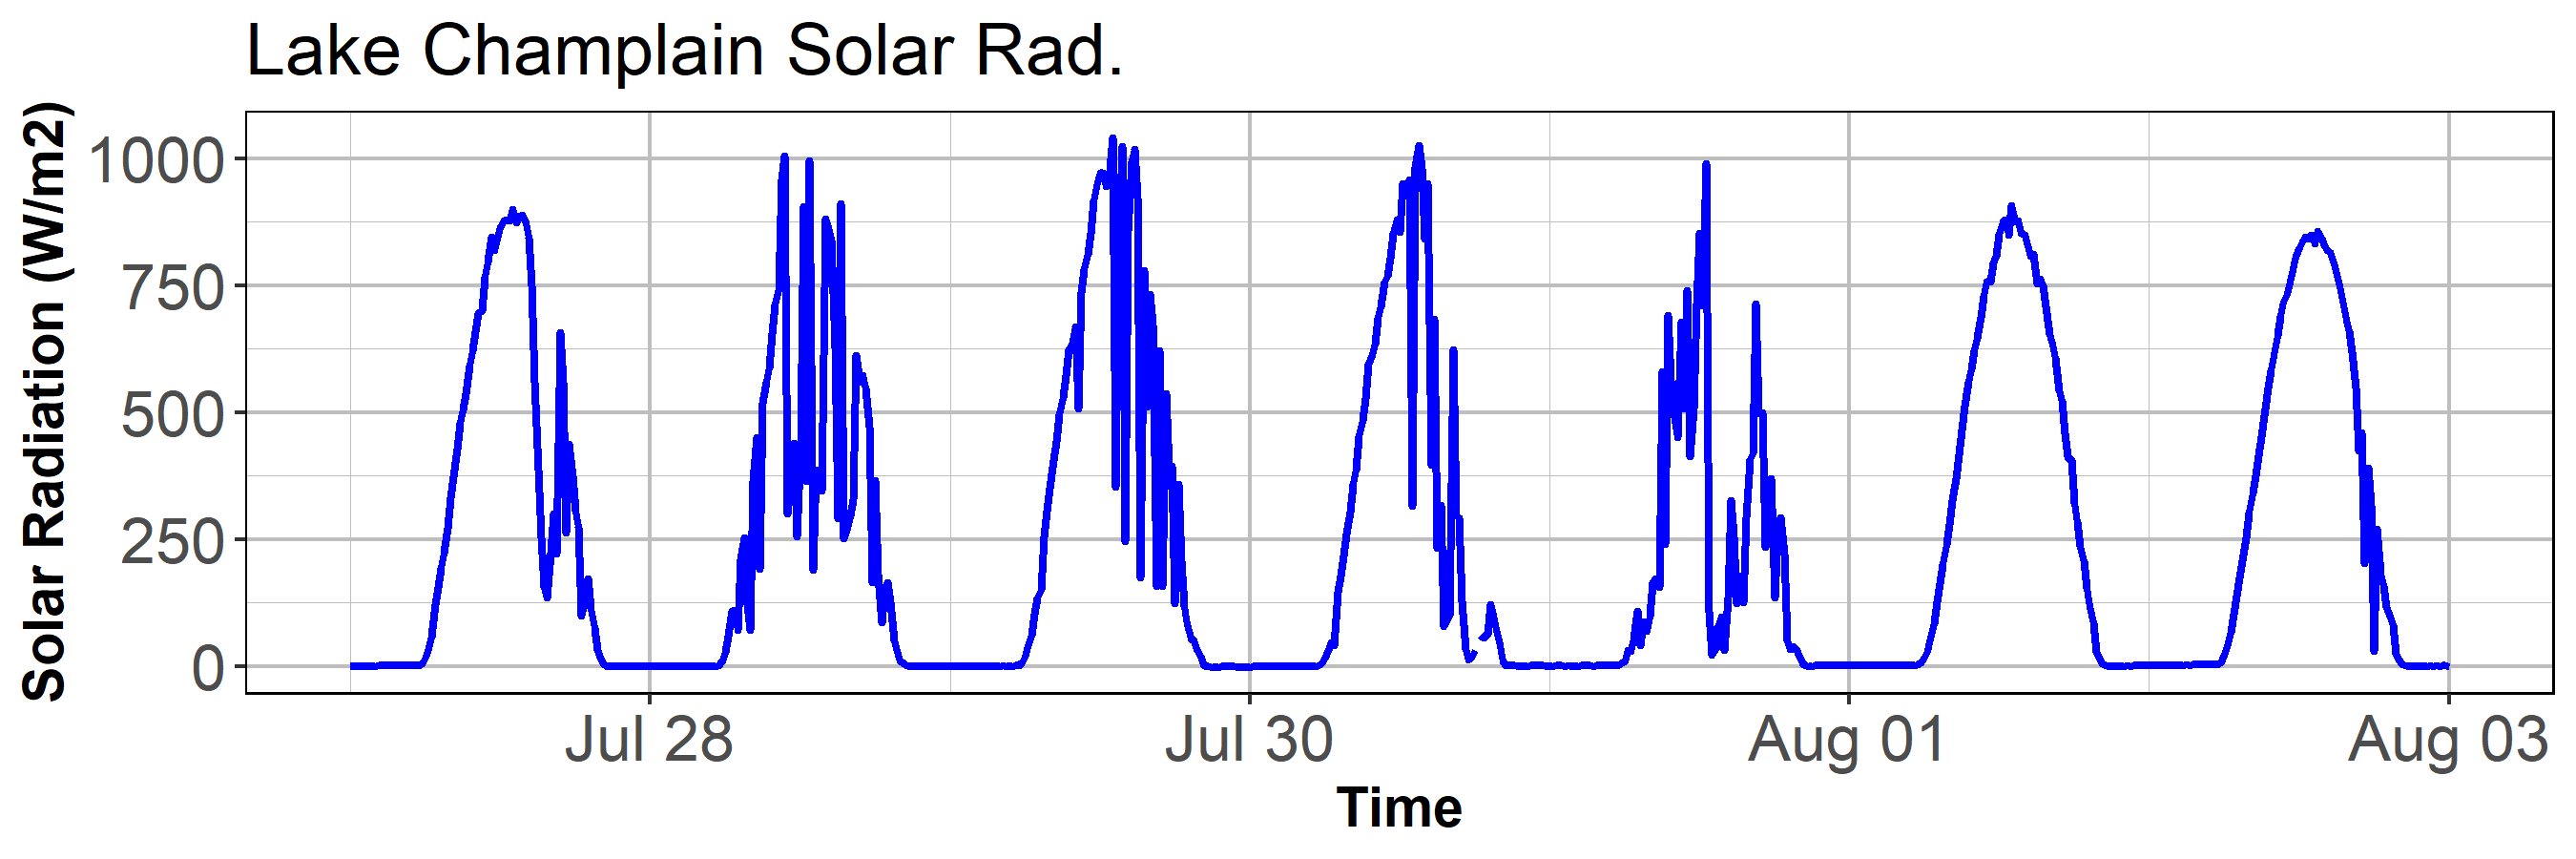 Lake Champlain Solar Rad.
Solar Radiation (W/m2)
1000
750
500
250
0
Jul 28
Jul 30
Aug 01
Aug 03
Time